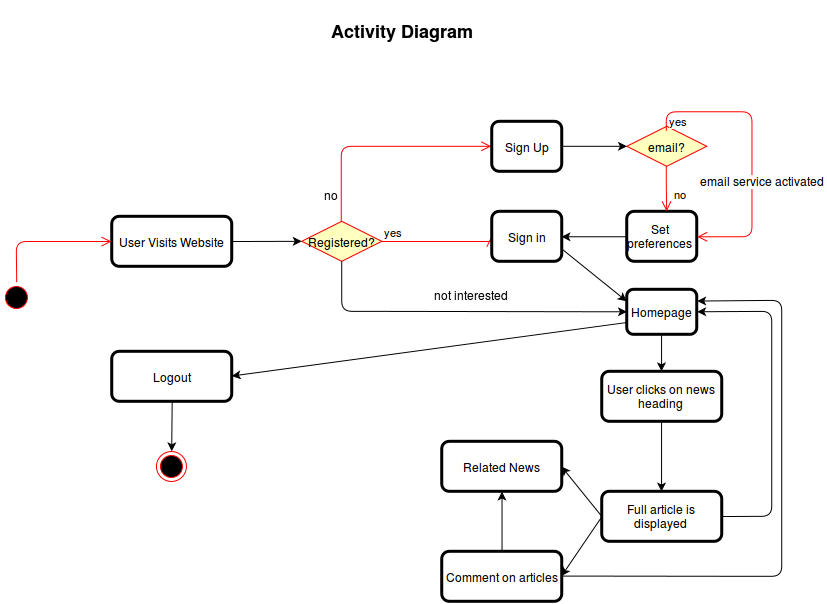 Activity Diagram
yes
Sign Up
email?
email service activated
no
no
User Visits Website
Registered?
yes
Sign in
Set
preferences
not interested
Homepage
Logout
User clicks on news
heading
Related News
Full article is
displayed
Comment on articles